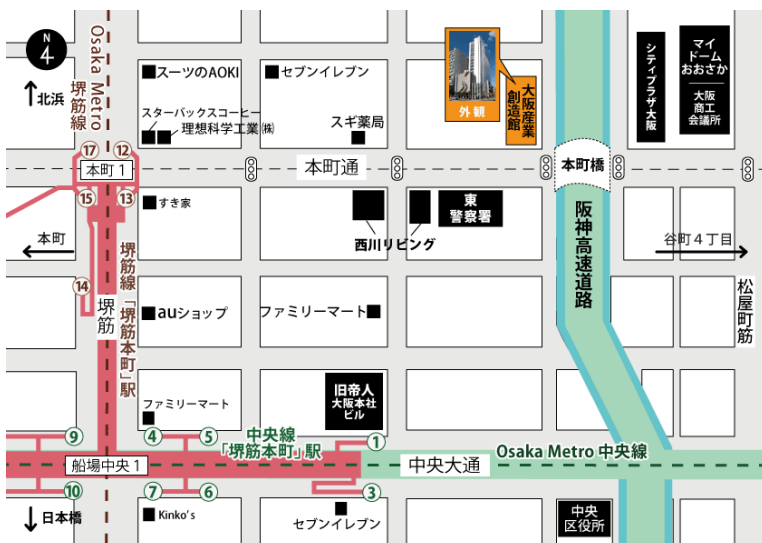 N
北浜
Osaka Metro
堺筋線
スーツのAOKI
セブンイレブン
スターバックスコーヒー
理想科学工業㈱
スギ薬局
外観
大阪産業
創造館
シティプラザ大阪
マイ
ドーム
おおさか
大阪
商工
会議所
17
12
本町1
15
13
本町通
本町橋
すき家
西川リビング
東
警察署
阪神高速道路
本町
谷町4丁目
松屋町筋
14
堺筋
堺筋線「堺筋本町」駅
auショップ
ファミリーマート
ファミリーマート
旧帝人
大阪本社
ビル
9
4
5
中央線
「堺筋本町」駅
1
Osaka Metro 中央線
船場中央1
中央大通
10
7
6
3
日本橋
Kinko's
セブンイレブン
中央
区役所